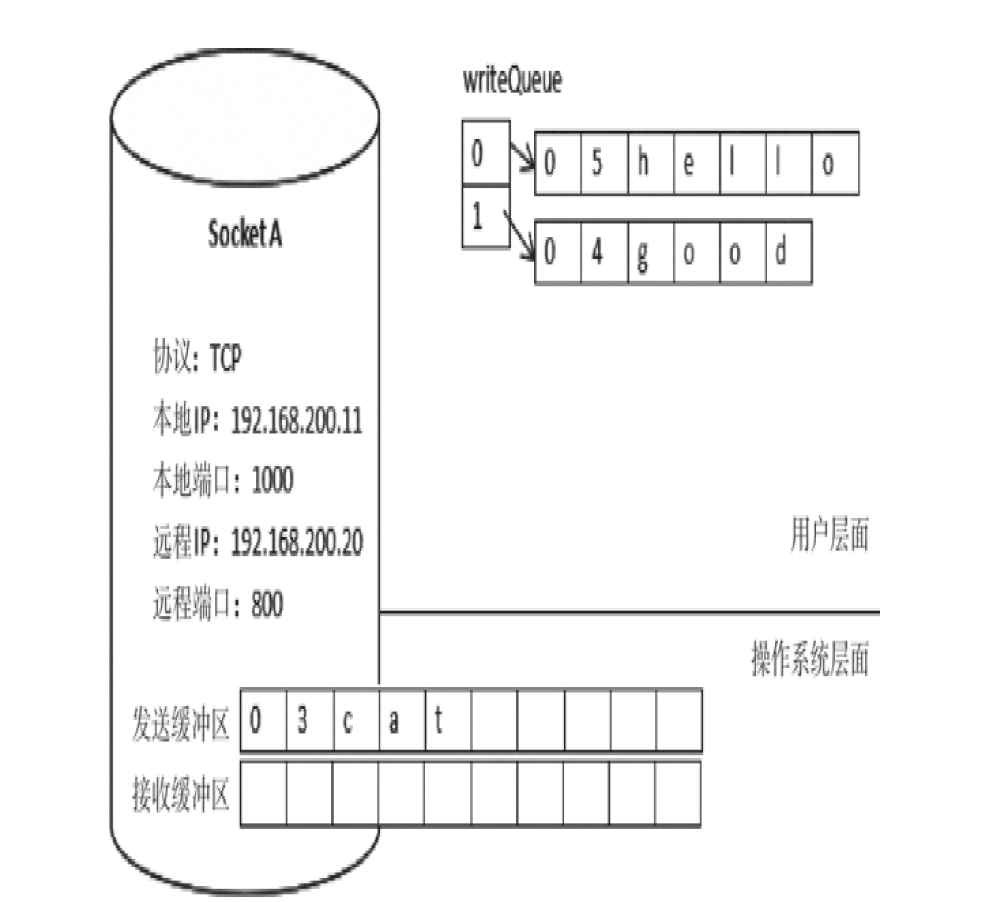 writeQueue
0
0 5 h e l l o
1
0 4 g o o d
Socket A
协议: TCP
本地IP: 192.168.200.11
本地端口: 1000
远程IP: 192.168.200.20
远程端口: 800
用户层面
操作系统层面
发送缓冲区 0 3 c a t
接收缓冲区